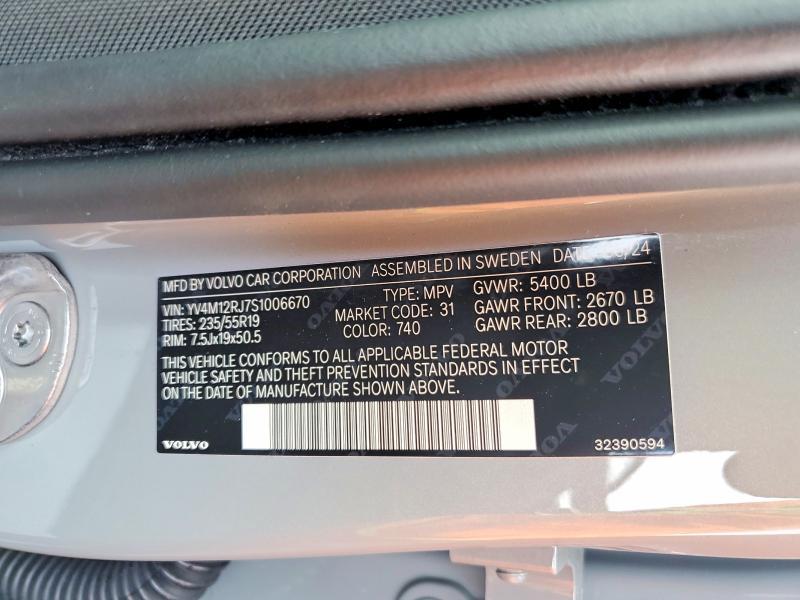 MFD BY VOLVO CAR CORPORATION ASSEMBLED IN SWEDEN /24
VIN: YV4M12RJ7S1006670 TYPE: MPV GVWR: 5400 LB
TIRES: 235/55R19 MARKET CODE: 31 GAWR FRONT: 2670 LB
RIM: 7.5Jx19x50.5 COLOR: 740 GAWR REAR: 2800 LB
THIS VEHICLE CONFORMS TO ALL APPLICABLE FEDERAL MOTOR
VEHICLE SAFETY AND THEFT PREVENTION STANDARDS IN EFFECT
ON THE DATE OF MANUFACTURE SHOWN ABOVE.
VOLVO 32390594